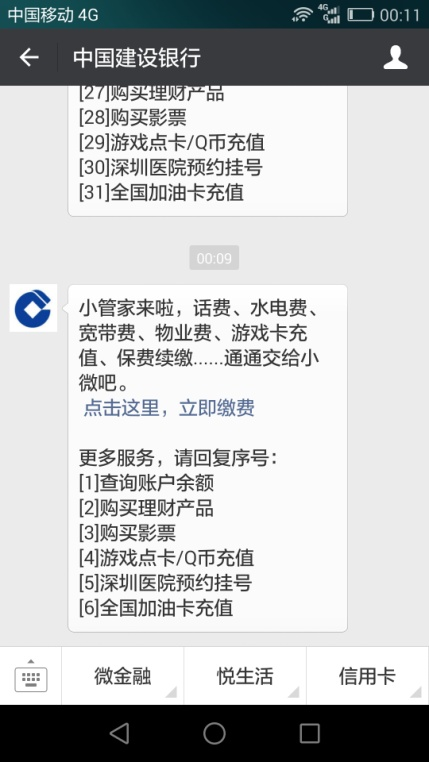 中国移动 4G
4G
G
00:11
中国建设银行
[27]购买理财产品
[28]购买影票
[29]游戏点卡/Q币充值
[30]深圳医院预约挂号
[31]全国加油卡充值
00:09
小管家来啦，话费、水电费、
宽带费、物业费、游戏卡充
值、保费续缴......通通交给小
微吧。
点击这里，立即缴费
更多服务，请回复序号：
[1]查询账户余额
[2]购买理财产品
[3]购买影票
[4]游戏点卡/Q币充值
[5]深圳医院预约挂号
[6]全国加油卡充值
微金融
悦生活
信用卡